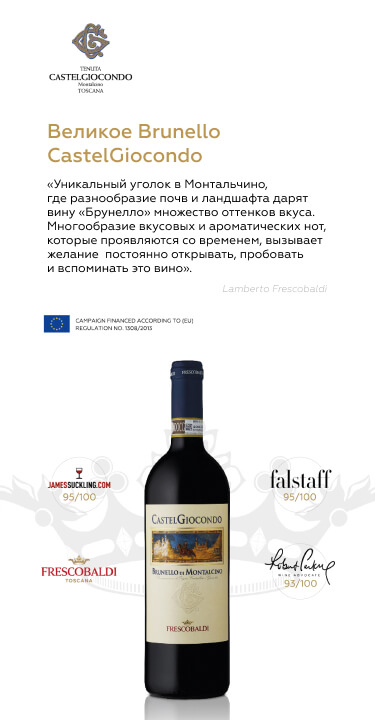 TENUTA
CASTELGIOCONDO
Montalcino
TOSCANA
Великое Brunello
CastelGiocondo
«Уникальный уголок в Монтальчино,
где разнообразие почв и ландшафта дарят
вину «Брунелло» множество оттенков вкуса.
Многообразие вкусовых и ароматических нот,
которые проявляются со временем, вызывает
желание постоянно открывать, пробовать
и вспоминать это вино».
Lamberto Frescobaldi
CAMPAIGN FINANCED ACCORDING TO (EU)
REGULATION NO. 1308/2013
FRESCOBALDI
JAMESSUCKLING.COM
95/100
falstaff
95/100
CASTELGIOCONDO
BRUNELLO DI MONTALCINO
FRESCOBALDI
FRESCOBALDI
TOSCANA
Robert Parker
WINE ADVOCATE
93/100